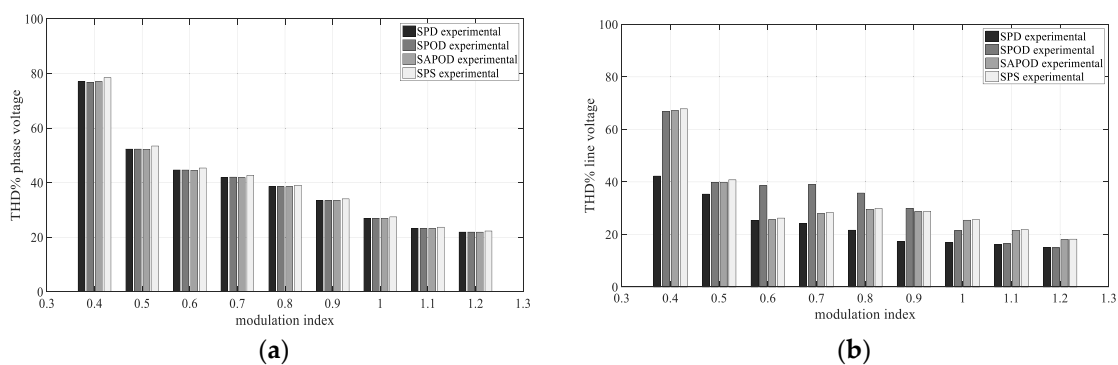 100
80
60
40
20
0
THD% phase voltage
SPD experimental
SPOD experimental
SAPOD experimental
SPS experimental
0.3 0.4 0.5 0.6 0.7 0.8 0.9 1 1.1 1.2 1.3
modulation index
(a)
100
80
60
40
20
0
THD% line voltage
SPD experimental
SPOD experimental
SAPOD experimental
SPS experimental
0.3 0.4 0.5 0.6 0.7 0.8 0.9 1 1.1 1.2 1.3
modulation index
(b)